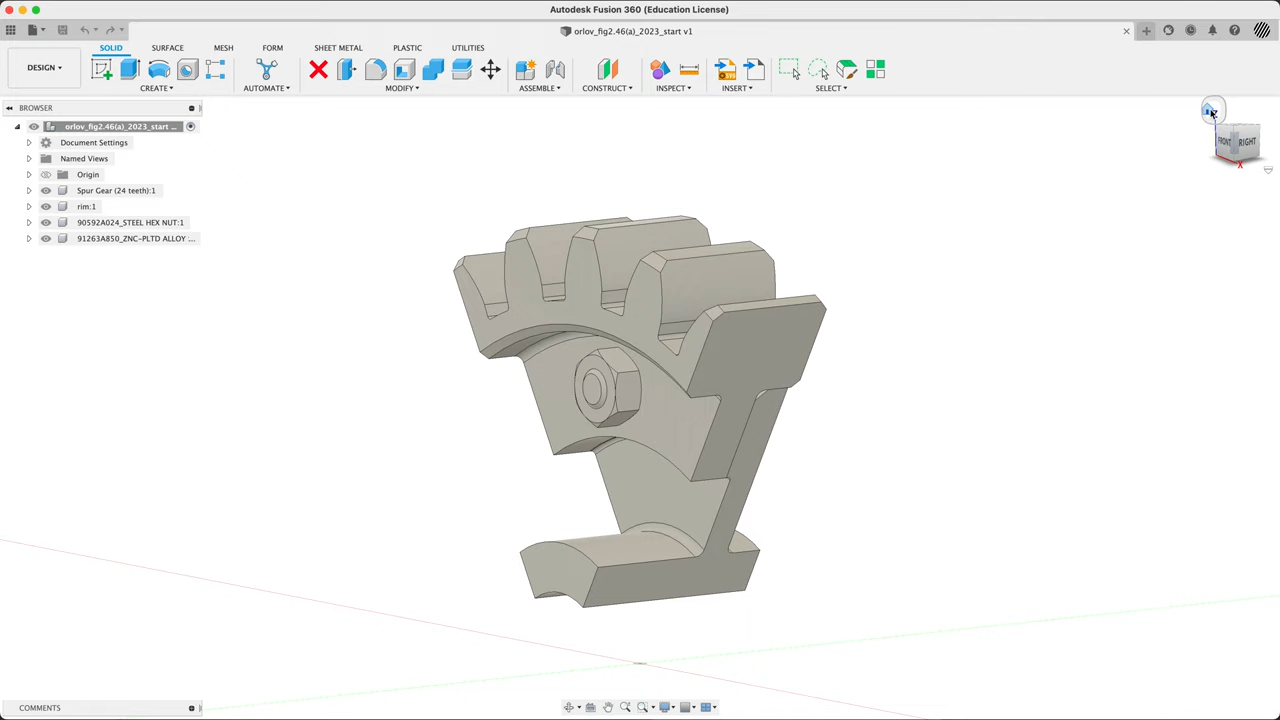 Autodesk Fusion 360 (Education License)
orlov_fig2.46(a)_2023_start v1
SOLID SURFACE MESH FORM SHEET METAL PLASTIC UTILITIES
DESIGN
CREATE AUTOMATE MODIFY ASSEMBLE CONSTRUCT INSPECT INSERT SELECT
BROWSER
orlov_fig2.46(a)_2023_start ...
Document Settings
Named Views
Origin
Spur Gear (24 teeth):1
rim:1
90592A024_STEEL HEX NUT:1
91263A850_ZNC-PLTD ALLOY ...
Z
FRONT RIGHT
X
COMMENTS